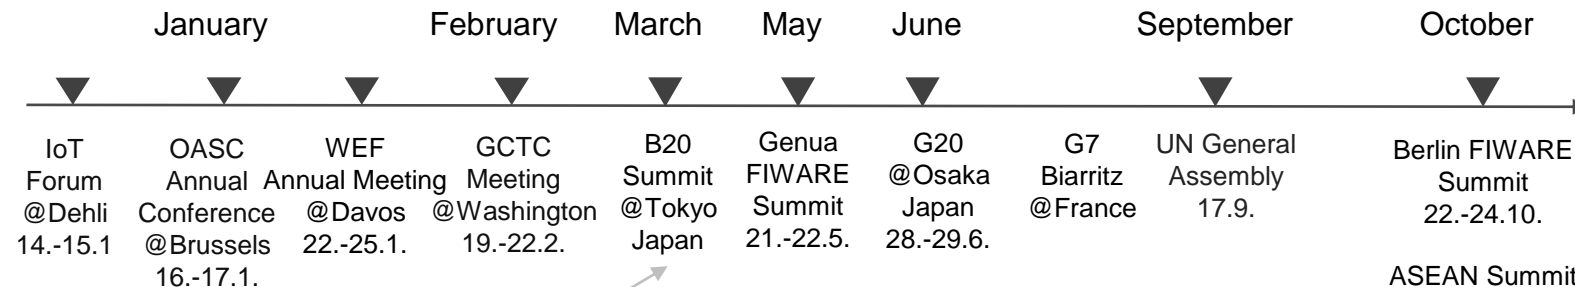 January February March May June September October
IoT
Forum
@Dehli
14.-15.1
OASC
Annual
Conference
@Brussels
16.-17.1.
WEF
Annual Meeting
@Davos
22.-25.1.
GCTC
Meeting
@Washington
19.-22.2.
B20
Summit
@Tokyo
Japan
Genua
FIWARE
Summit
21.-22.5.
G20
@Osaka
Japan
28.-29.6.
G7
Biarritz
@France
UN General
Assembly
17.9.
Berlin FIWARE
Summit
22.-24.10.
ASEAN Summit